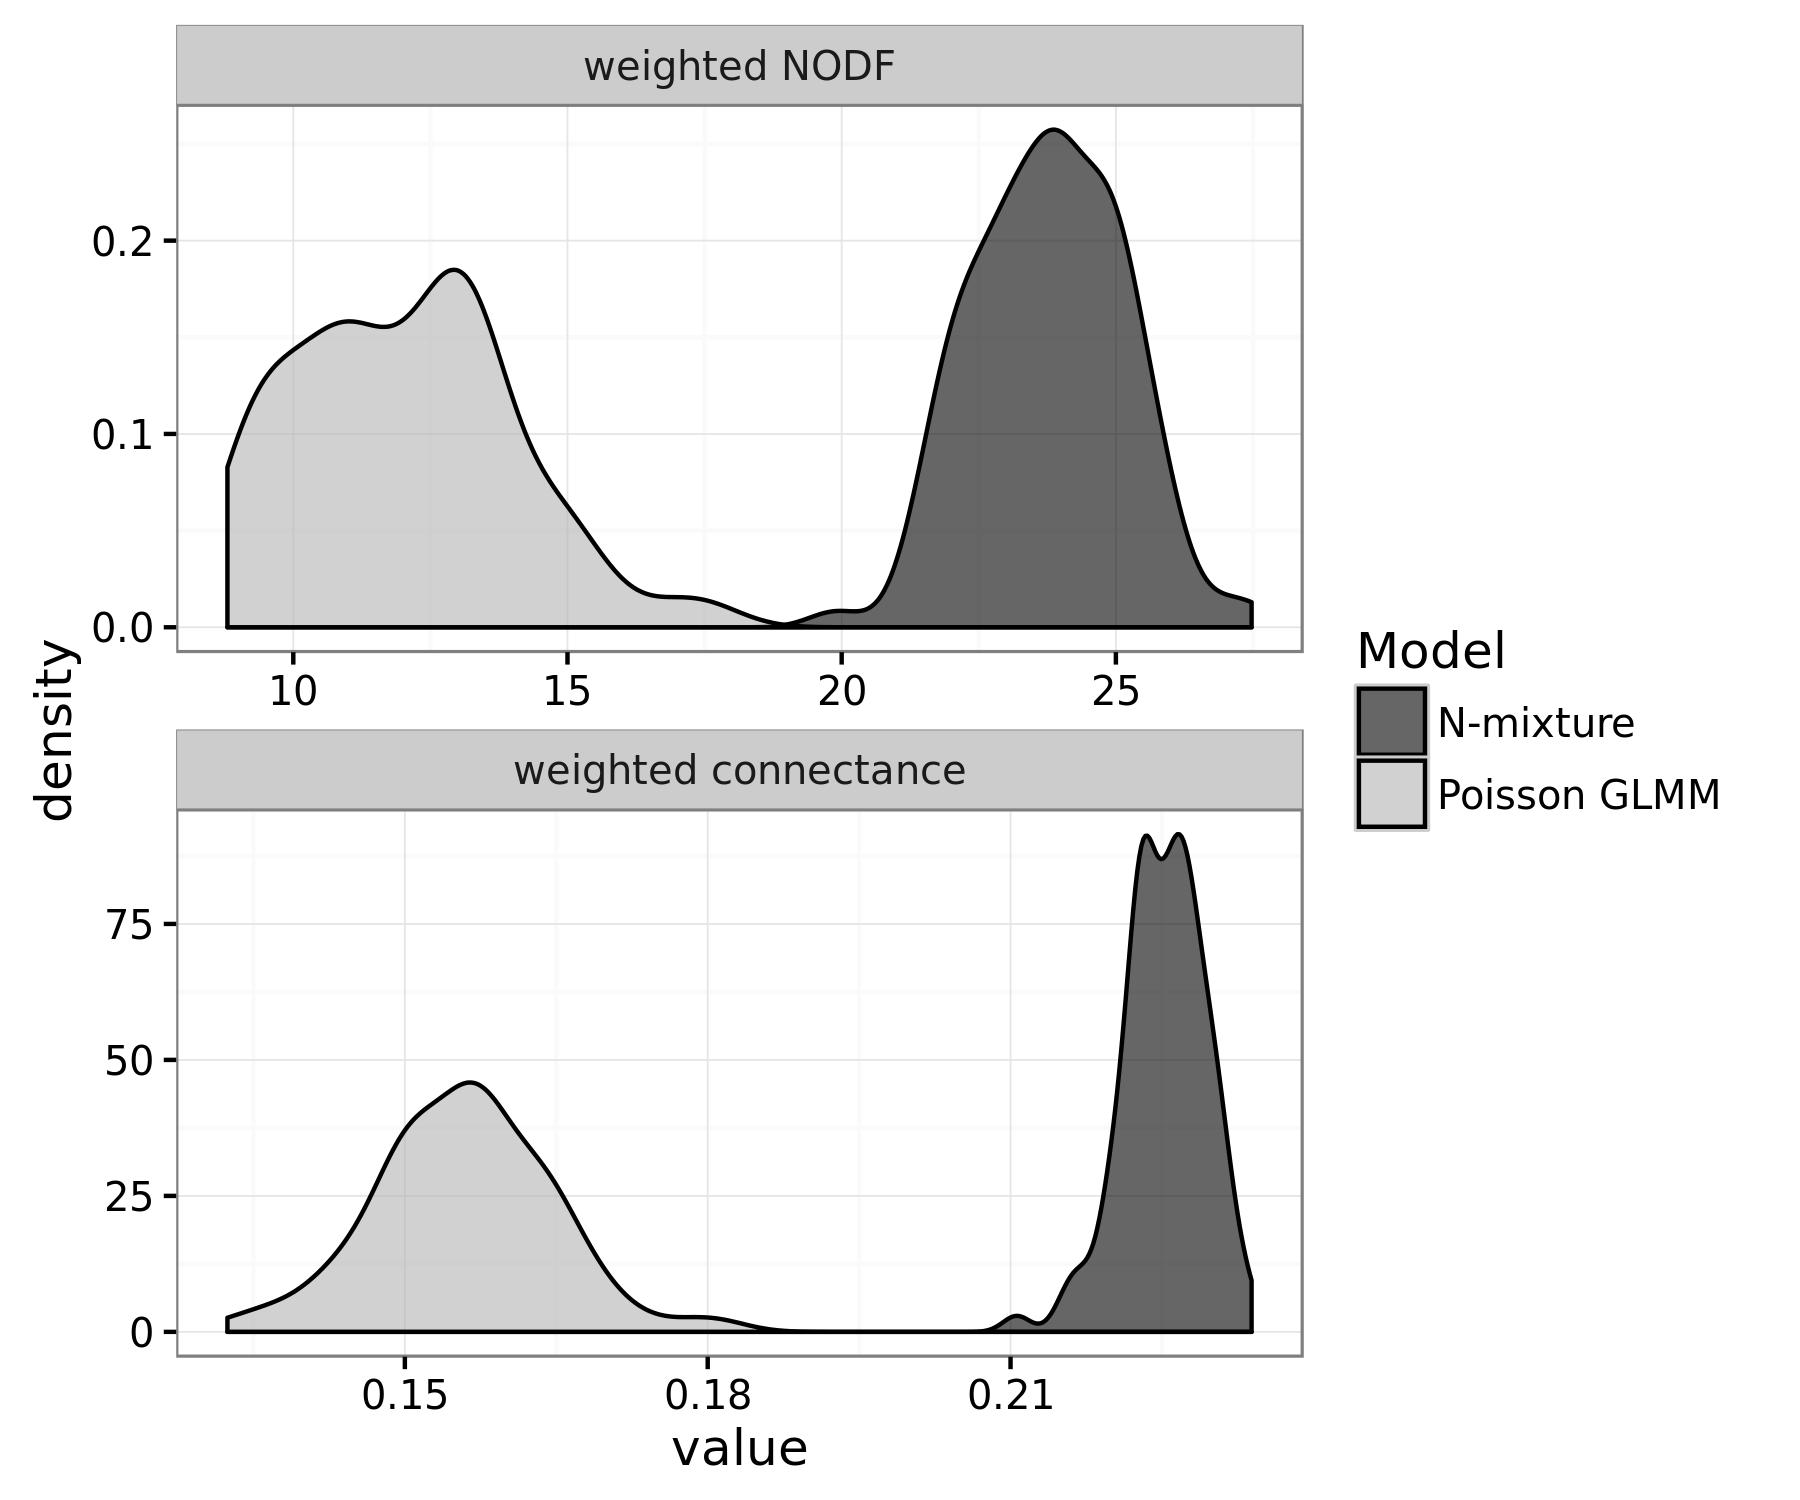 weighted NODF
0.2
0.1
0.0
10 15 20 25
density
weighted connectance
75
50
25
0
0.15 0.18 0.21
value
Model
N-mixture
Poisson GLMM